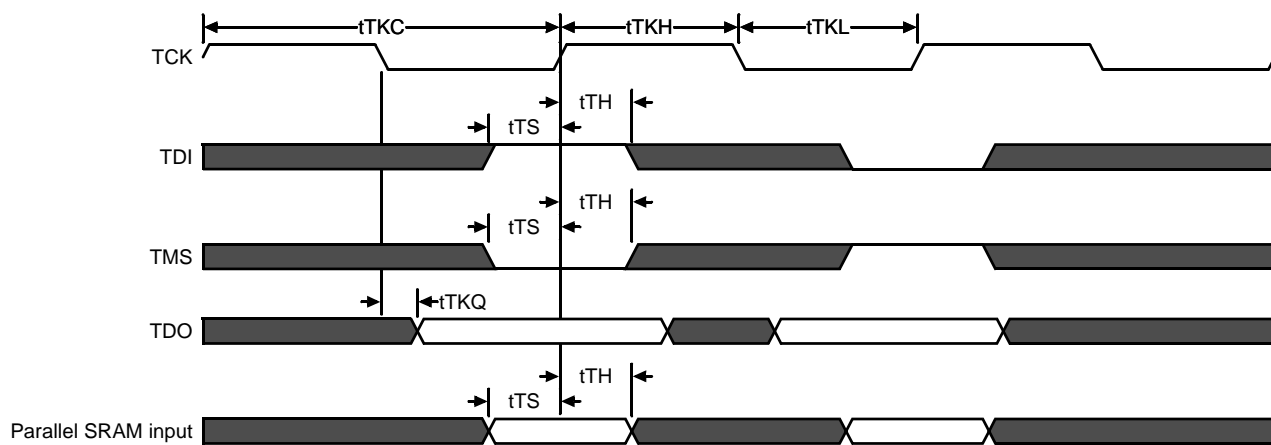 tTKC
tTKH
tTKL
TCK
tTH
tTS
TDI
tTH
tTS
TMS
tTKQ
TDO
tTH
tTS
Parallel SRAM input